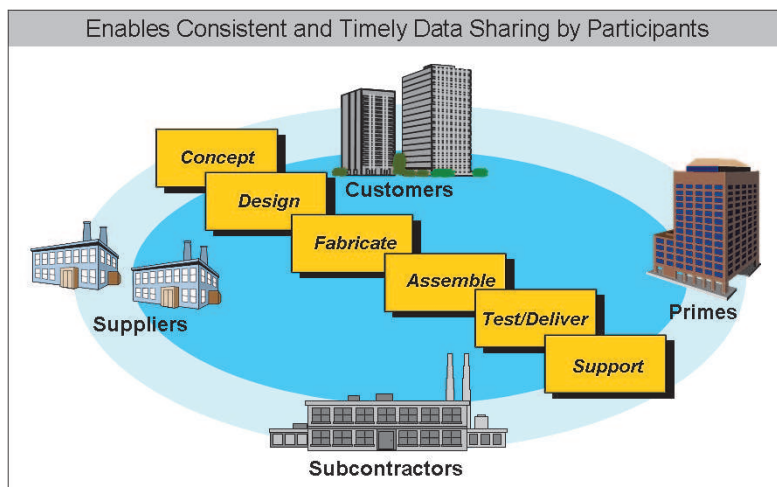 Enables Consistent and Timely Data Sharing by Participants
Concept
Customers
Design
Fabricate
Assemble
Suppliers
Test/Deliver
Primes
Support
Subcontractors